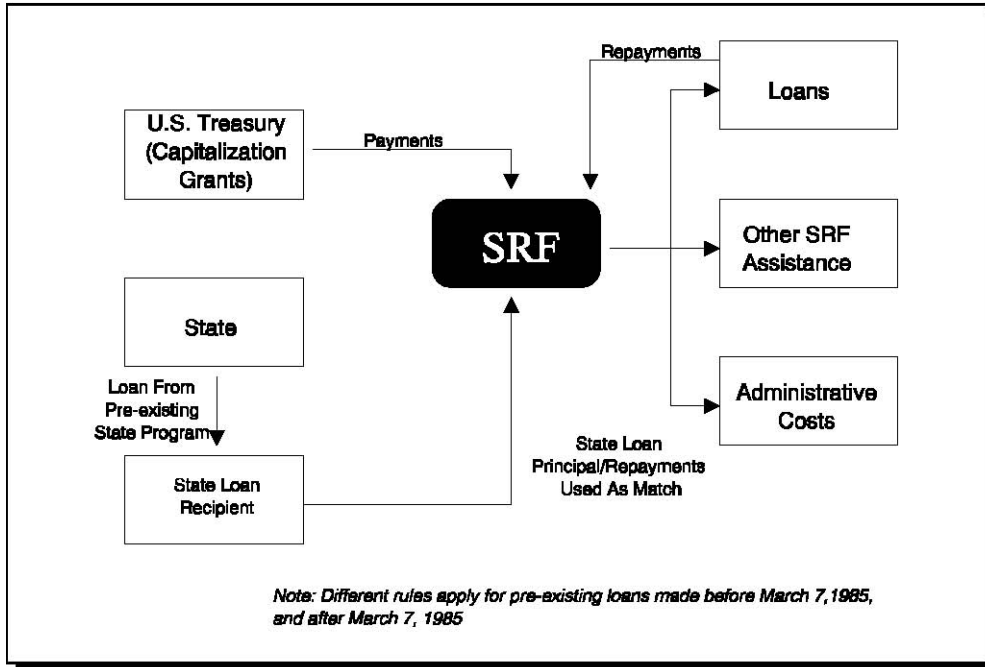 Repayments
Loans
U.S. Treasury
(Capitalization
Grants)
Payments
SRF
Other SRF
Assistance
State
Loan From
Pre-existing
State Program
Administrative
Costs
State Loan
Principal/Repayments
Used As Match
State Loan
Recipient
Note: Different rules apply for pre-existing loans made before March 7,1985,
and after March 7, 1985